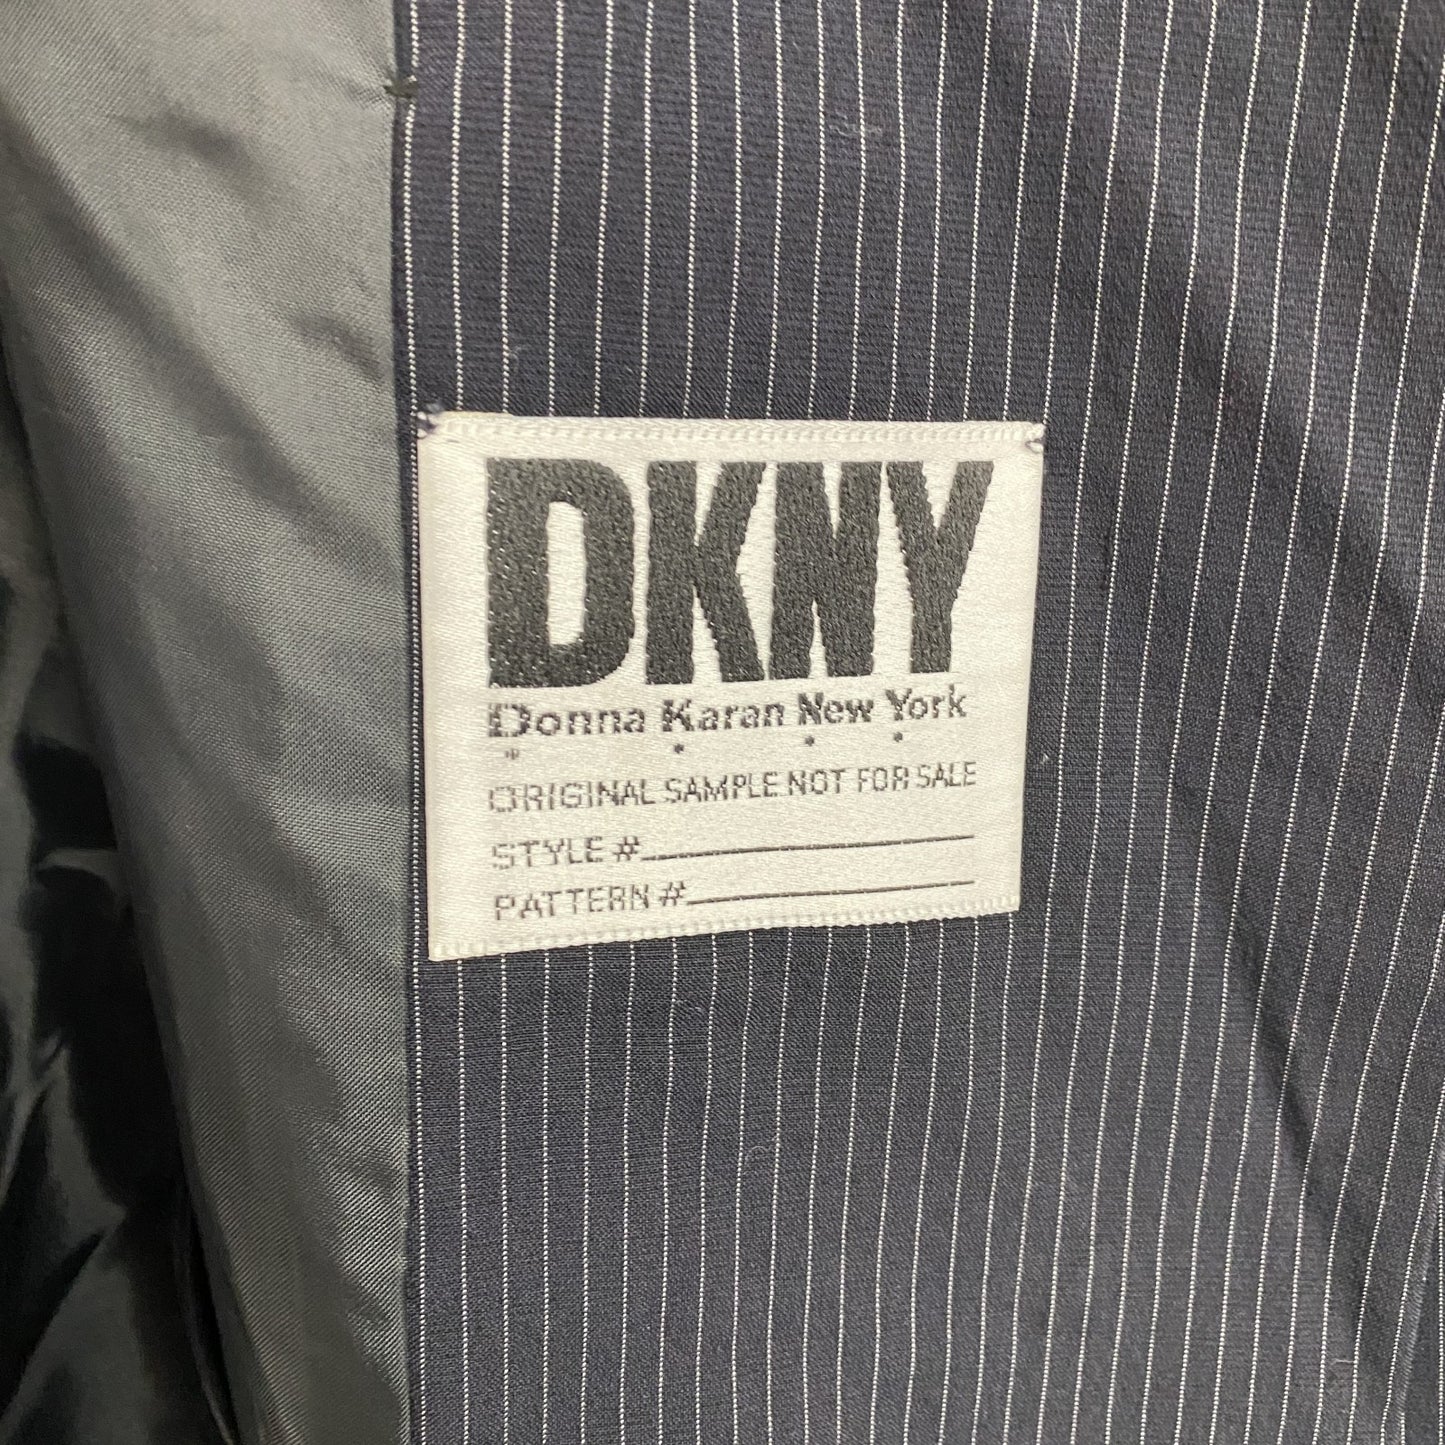 DKNY
Donna Karan New York
ORIGINAL SAMPLE NOT FOR SALE
STYLE #
PATTERN #